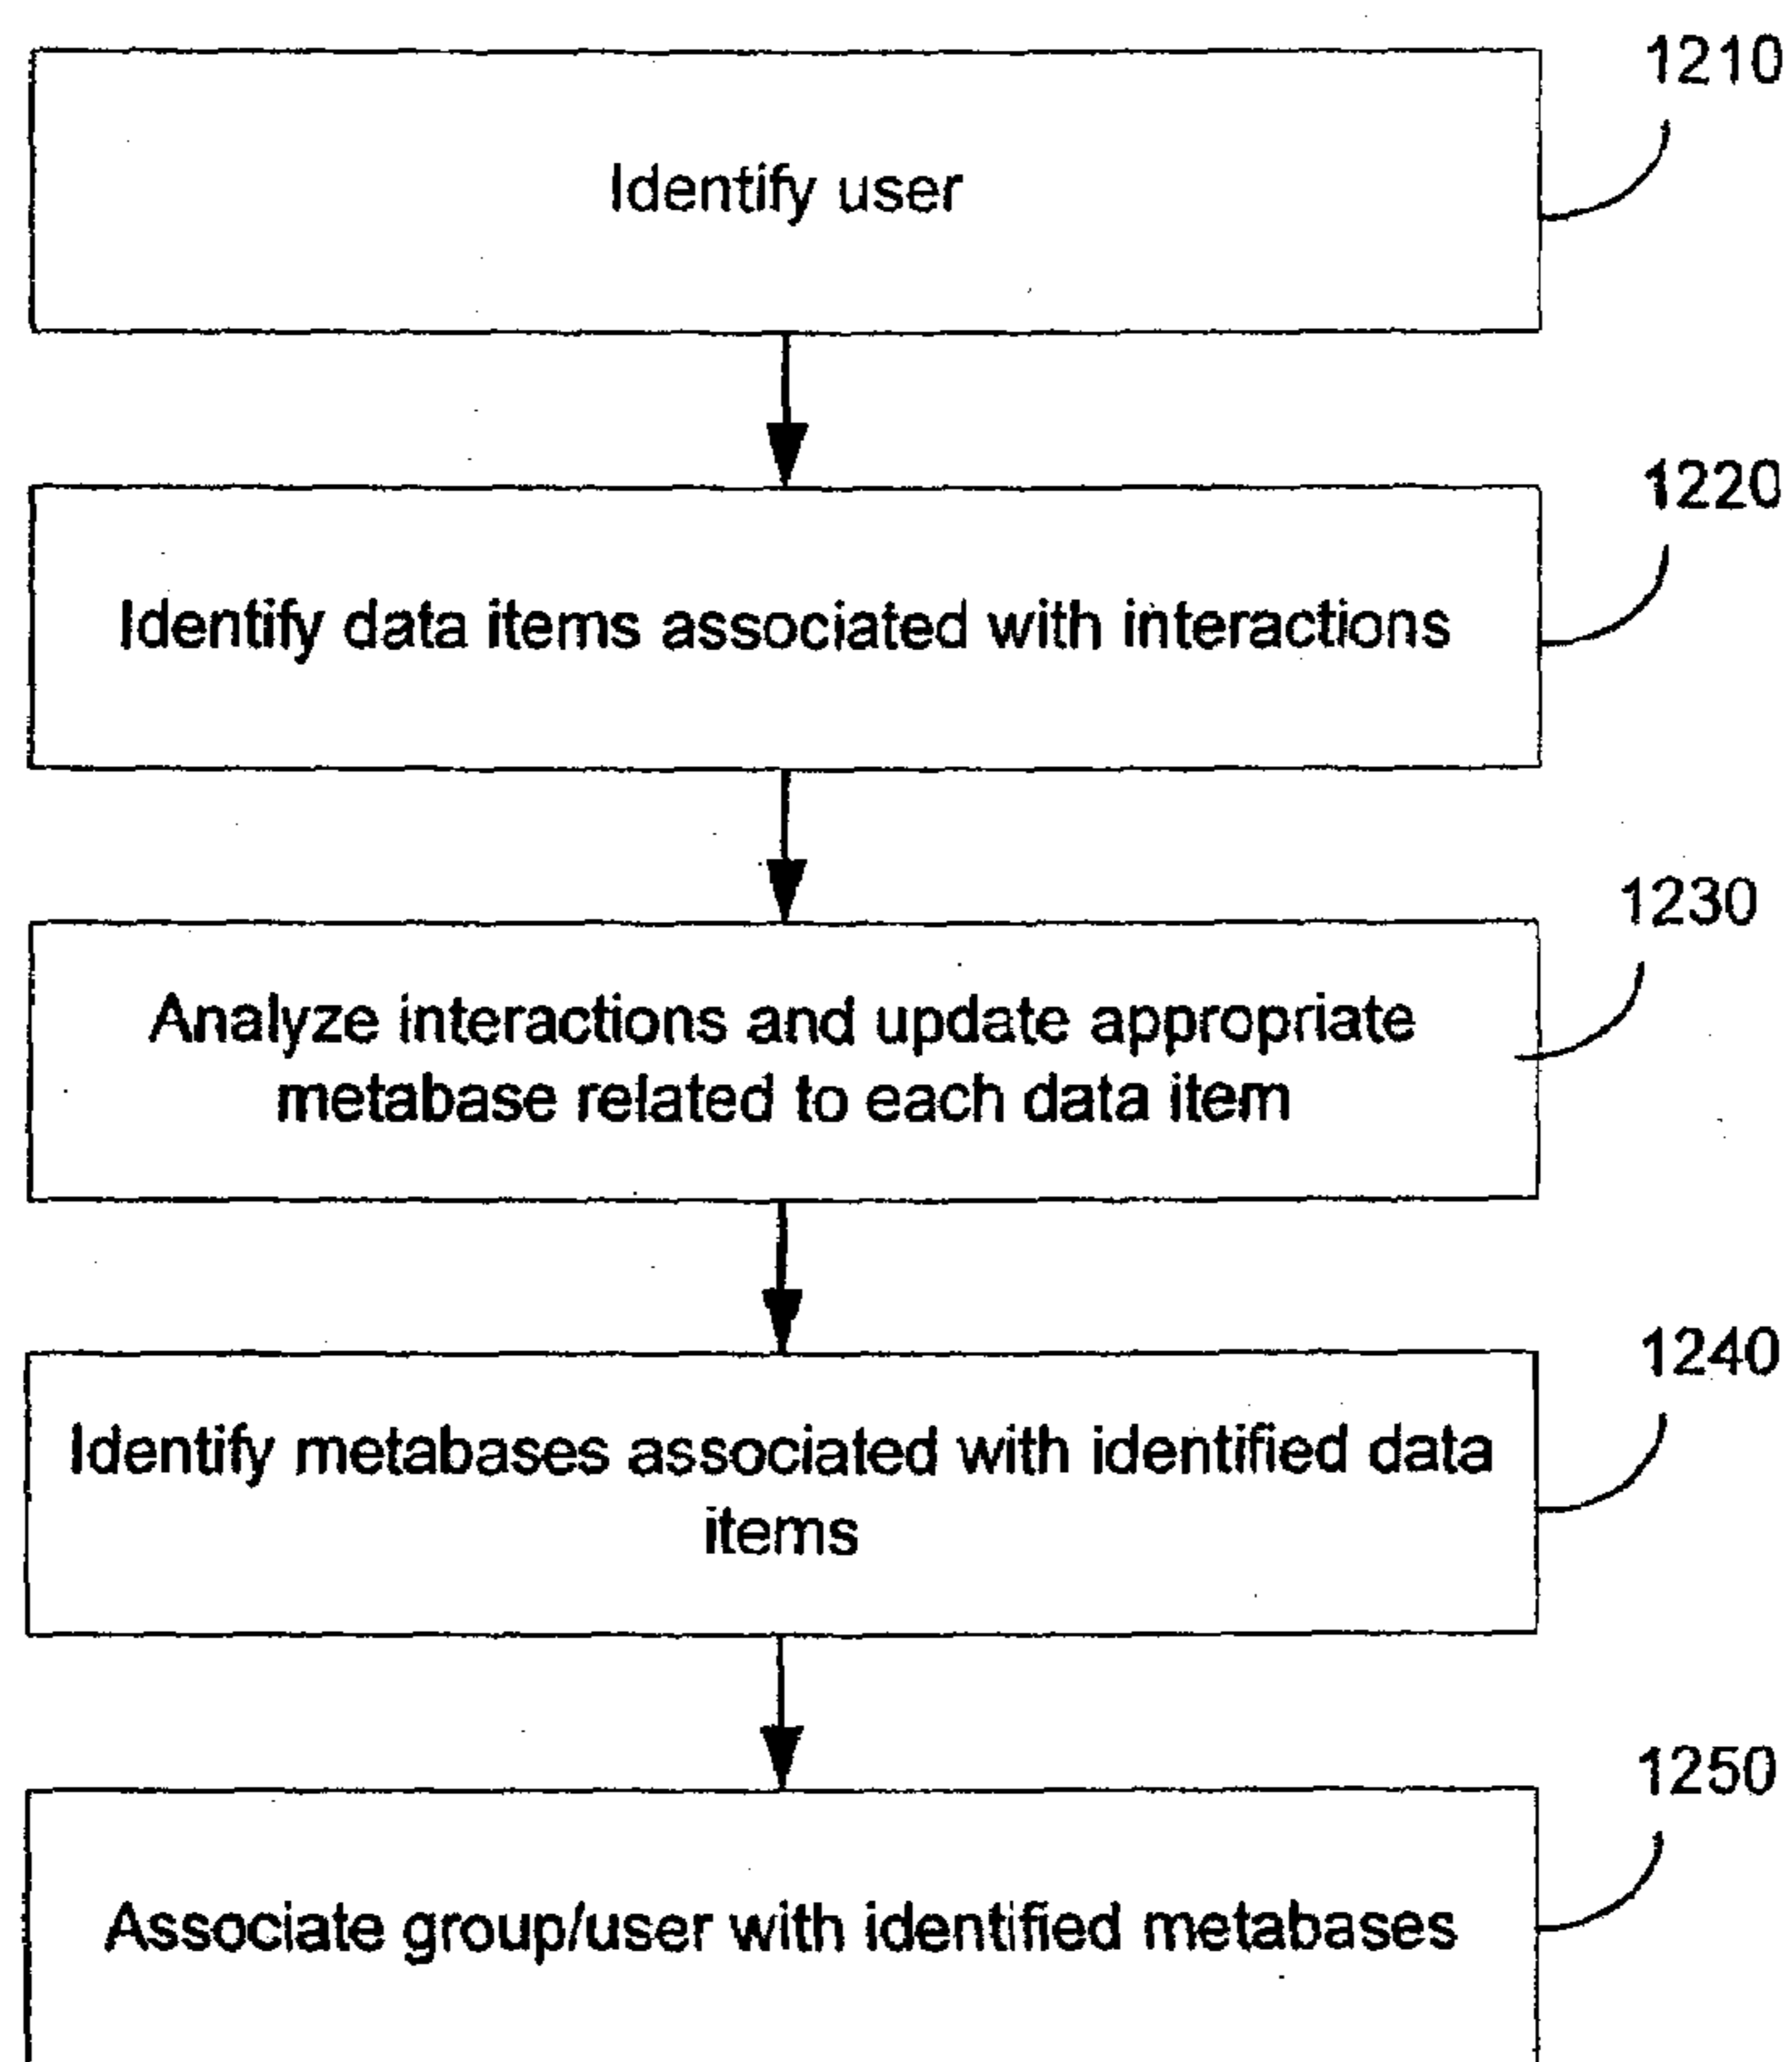 1210
Identify user
1220
Identify data items associated with interactions
1230
Analyze interactions and update appropriate
metabase related to each data item
1240
Identify metabases associated with identified data
items
1250
Associate group/user with identified metabases